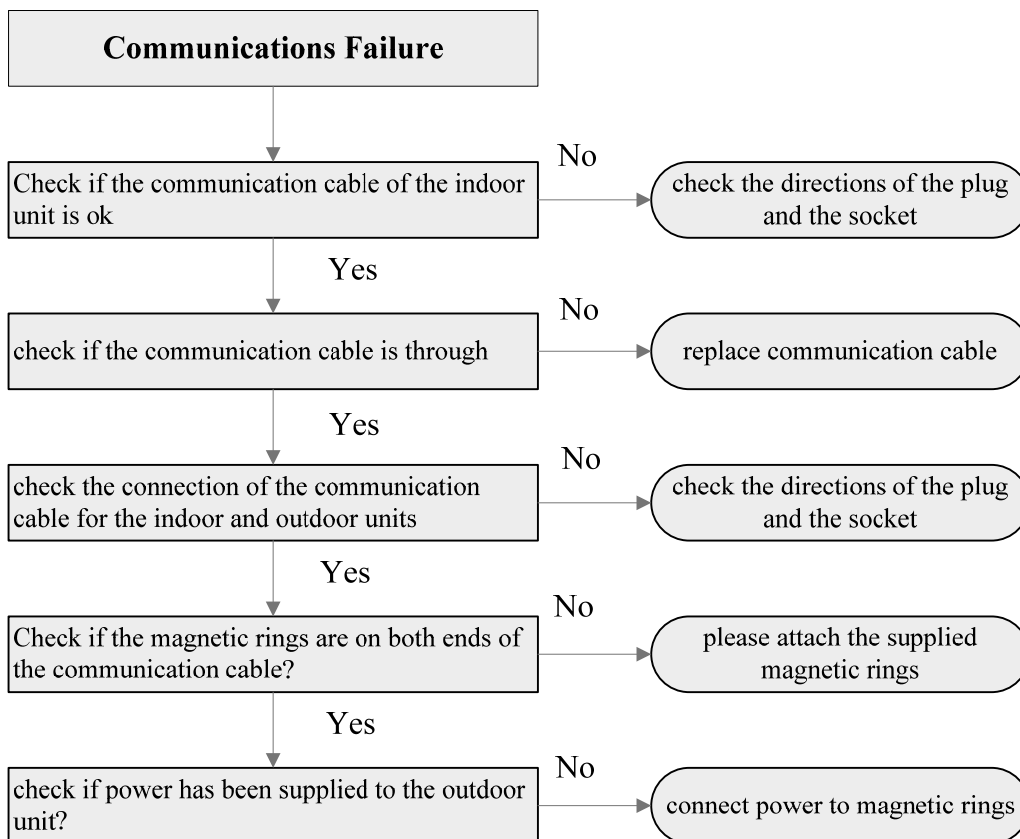 Communications Failure
No
Check if the communication cable of the indoor
unit is ok
check the directions of the plug
and the socket
Yes
No
check if the communication cable is through
replace communication cable
Yes
No
check the connection of the communication
cable for the indoor and outdoor units
check the directions of the plug
and the socket
Yes
No
Check if the magnetic rings are on both ends of
the communication cable?
please attach the supplied
magnetic rings
Yes
No
check if power has been supplied to the outdoor
unit?
connect power to magnetic rings